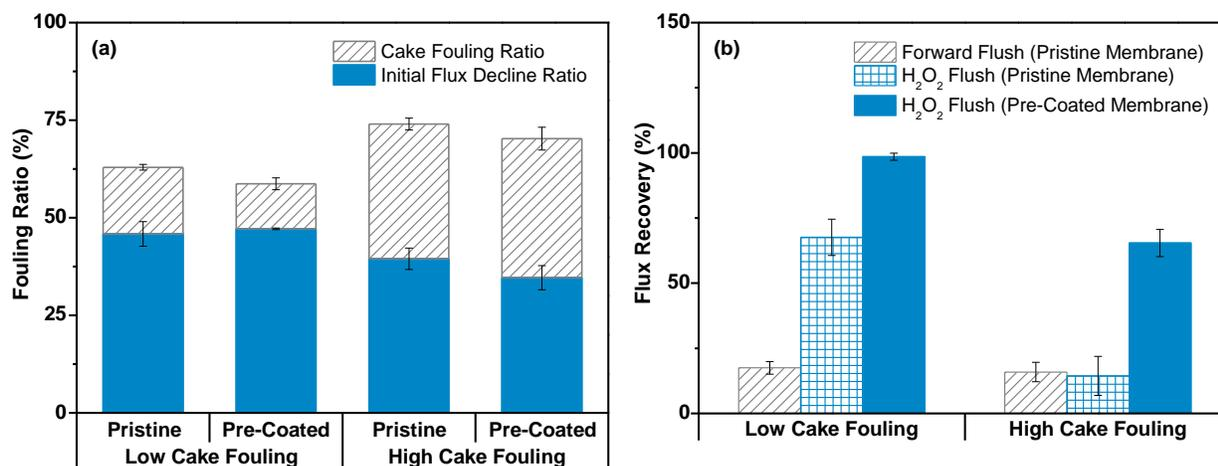 (a)
Cake Fouling Ratio
Initial Flux Decline Ratio
Fouling Ratio (%)
100
75
50
25
0
Pristine
Pre-Coated
Pristine
Pre-Coated
Low Cake Fouling
High Cake Fouling
(b)
Forward Flush (Pristine Membrane)
H₂O₂ Flush (Pristine Membrane)
H₂O₂ Flush (Pre-Coated Membrane)
Flux Recovery (%)
150
100
50
0
Low Cake Fouling
High Cake Fouling